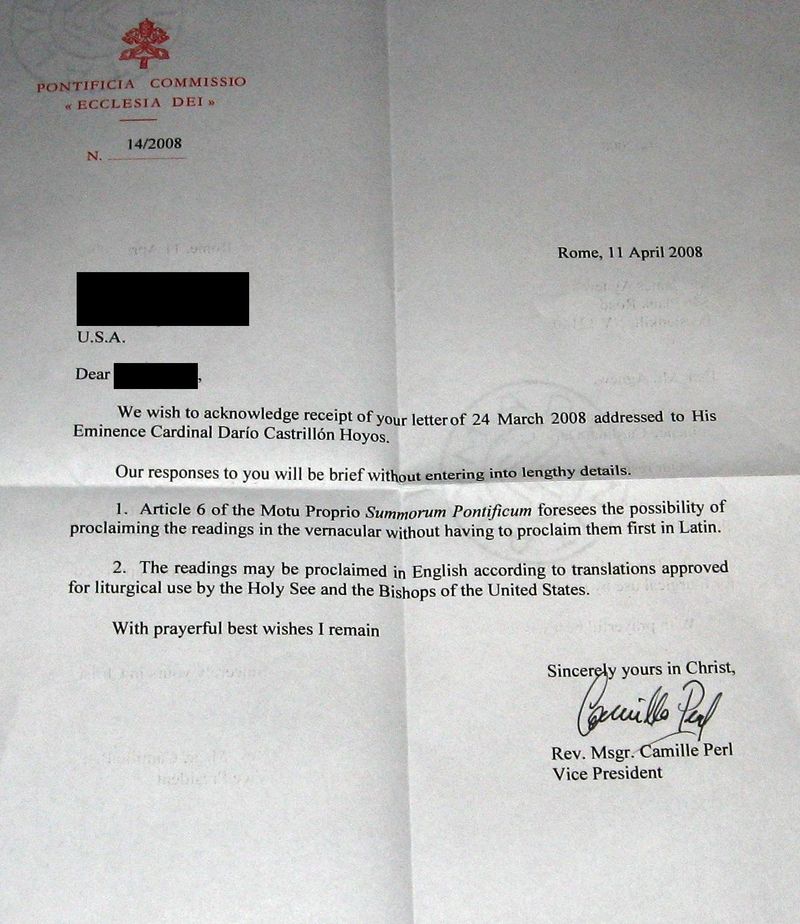 PONTIFICIA COMMISSIO
« ECCLESIA DEI »
N. 14/2008
Rome, 11 April 2008
U.S.A.
Dear ,
We wish to acknowledge receipt of your letter of 24 March 2008 addressed to His
Eminence Cardinal Darío Castrillón Hoyos.
Our responses to you will be brief without entering into lengthy details.
1. Article 6 of the Motu Proprio Summorum Pontificum foresees the possibility of
proclaiming the readings in the vernacular without having to proclaim them first in Latin.
2. The readings may be proclaimed in English according to translations approved
for liturgical use by the Holy See and the Bishops of the United States.
With prayerful best wishes I remain
Sincerely yours in Christ,
Camille Perl
Rev. Msgr. Camille Perl
Vice President